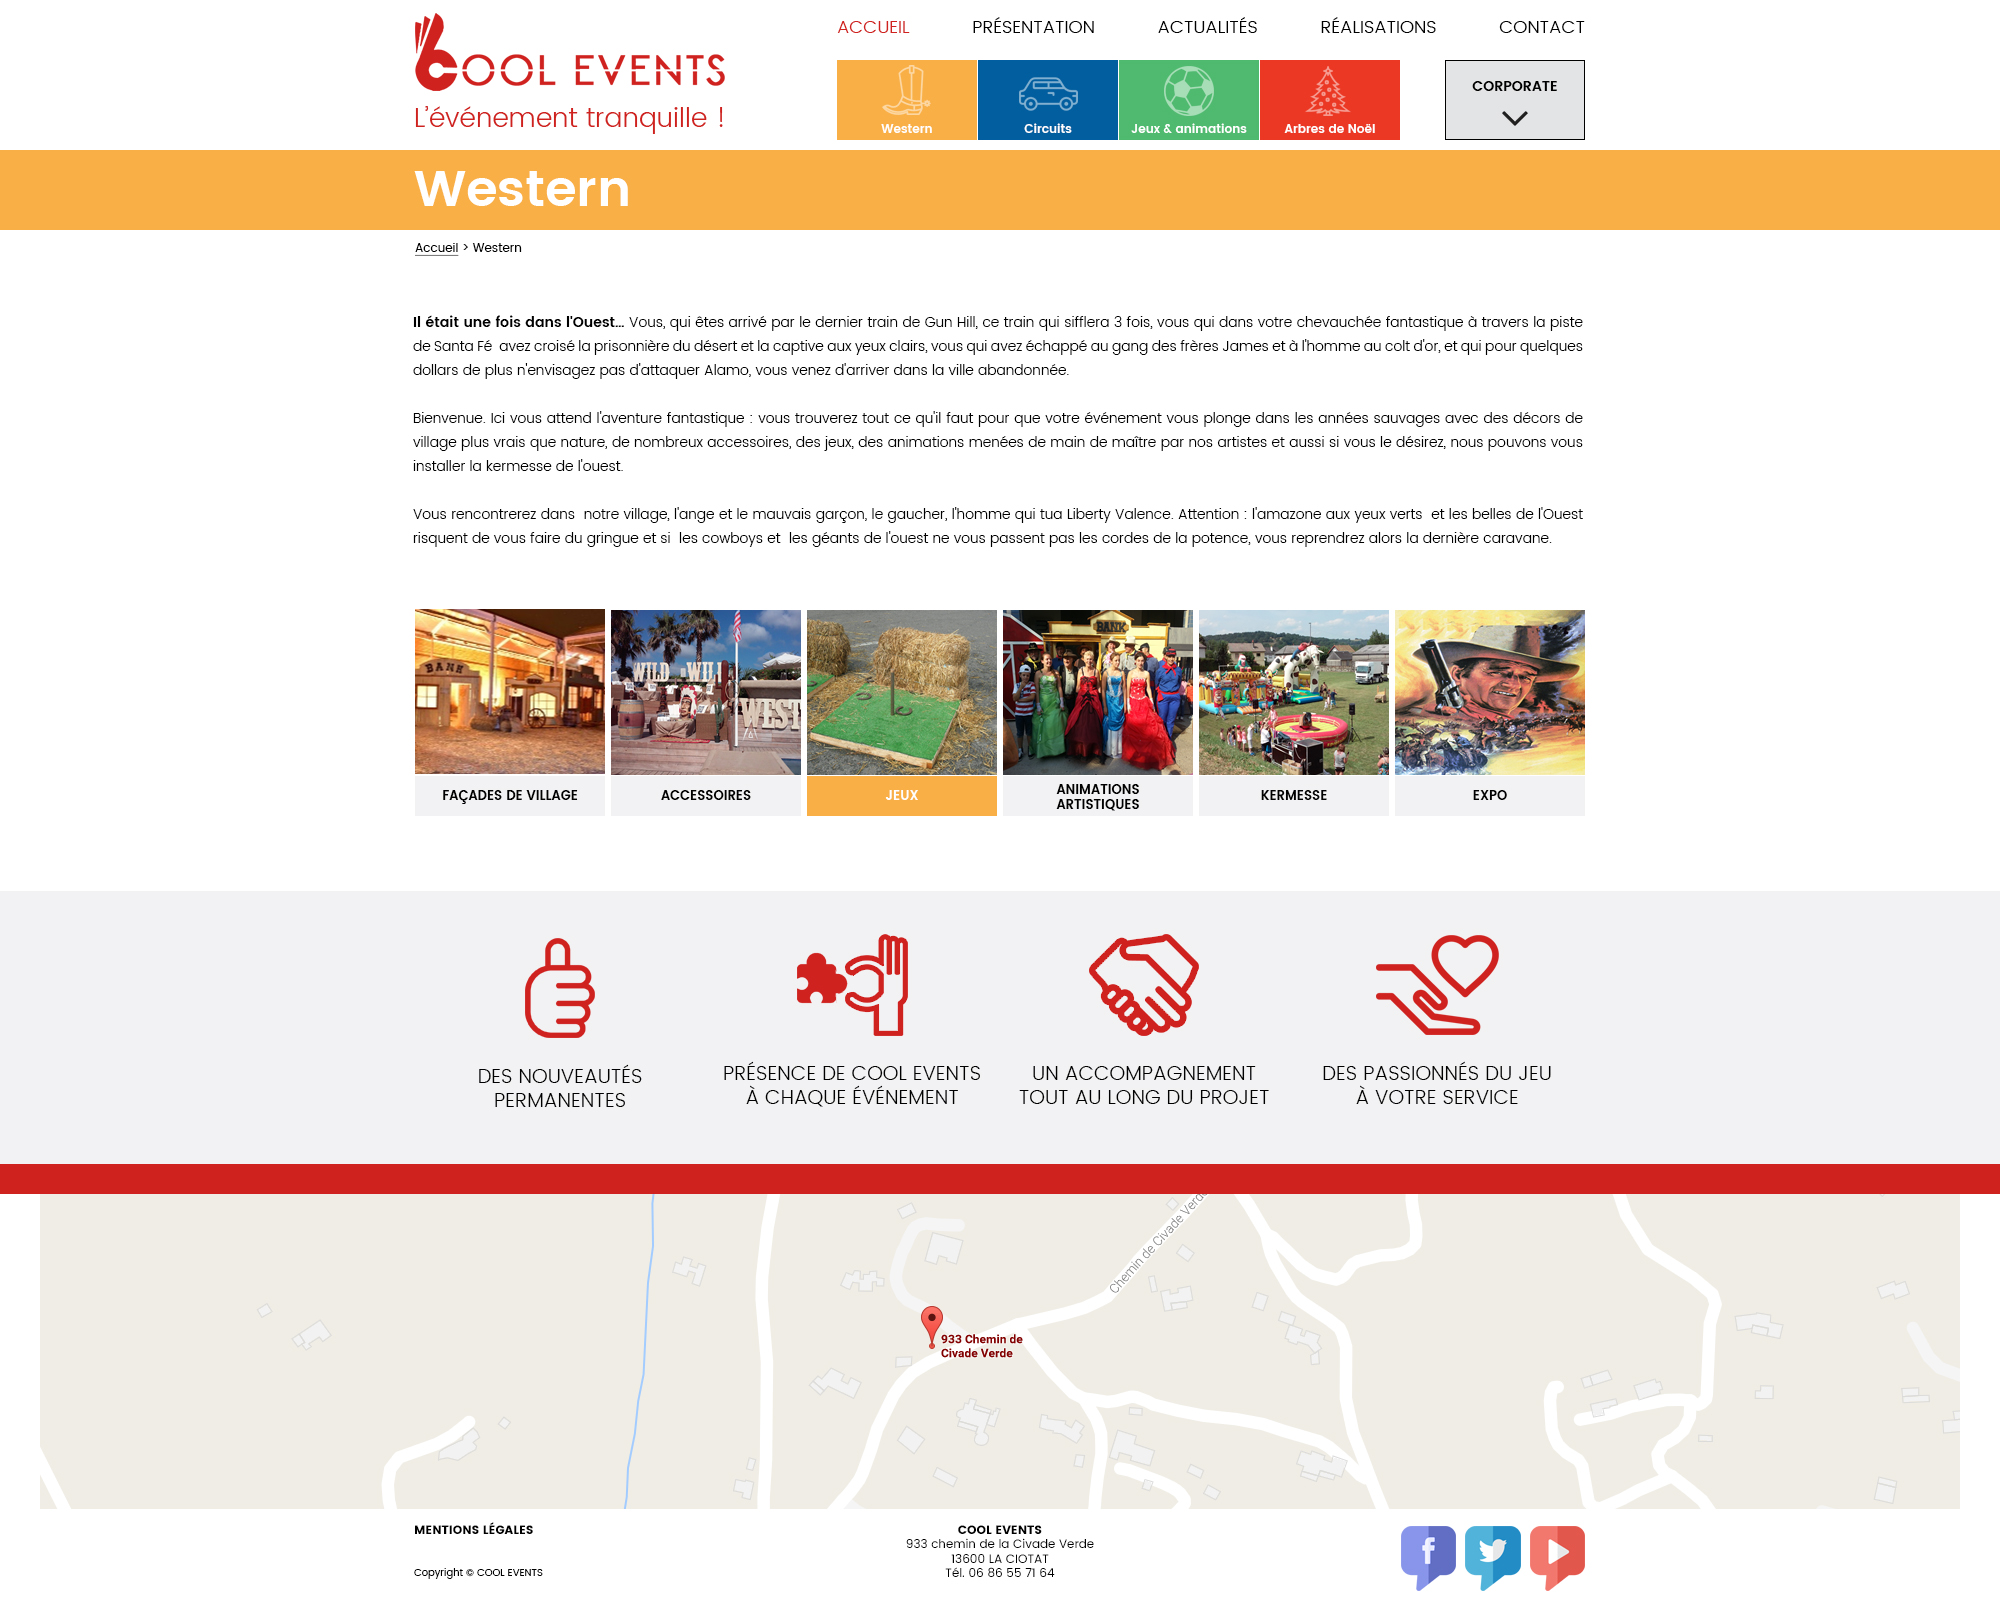 ACCUEIL PRÉSENTATION ACTUALITÉS RÉALISATIONS CONTACT
COOL EVENTS
L'événement tranquille !
Western Circuits Jeux & animations Arbres de Noël
CORPORATE
Western
Accueil > Western
Il était une fois dans l'Ouest... Vous, qui êtes arrivé par le dernier train de Gun Hill, ce train qui sifflera 3 fois, vous qui dans votre chevauchée fantastique à travers la piste
de Santa Fé avez croisé la prisonnière du désert et la captive aux yeux clairs, vous qui avez échappé au gang des frères James et à l'homme au colt d'or, et qui pour quelques
dollars de plus n'envisagez pas d'attaquer Alamo, vous venez d'arriver dans la ville abandonnée.
Bienvenue. Ici vous attend l'aventure fantastique : vous trouverez tout ce qu'il faut pour que votre événement vous plonge dans les années sauvages avec des décors de
village plus vrais que nature, de nombreux accessoires, des jeux, des animations menées de main de maître par nos artistes et aussi si vous le désirez, nous pouvons vous
installer la kermesse de l'ouest.
Vous rencontrerez dans notre village, l'ange et le mauvais garçon, le gaucher, l'homme qui tua Liberty Valence. Attention : l'amazone aux yeux verts et les belles de l'Ouest
risquent de vous faire du gringue et si les cowboys et les géants de l'ouest ne vous passent pas les cordes de la potence, vous reprendrez alors la dernière caravane.
BANK
WILD WILD
WEST
BANK
FAÇADES DE VILLAGE
ACCESSOIRES
JEUX
ANIMATIONS
ARTISTIQUES
KERMESSE
EXPO
DES NOUVEAUTÉS
PERMANENTES
PRÉSENCE DE COOL EVENTS
À CHAQUE ÉVÉNEMENT
UN ACCOMPAGNEMENT
TOUT AU LONG DU PROJET
DES PASSIONNÉS DU JEU
À VOTRE SERVICE
Chemin de Civade Verde
933 Chemin de
Civade Verde
MENTIONS LÉGALES
Copyright © COOL EVENTS
COOL EVENTS
933 chemin de la Civade Verde
13600 LA CIOTAT
Tél. 06 86 55 71 64